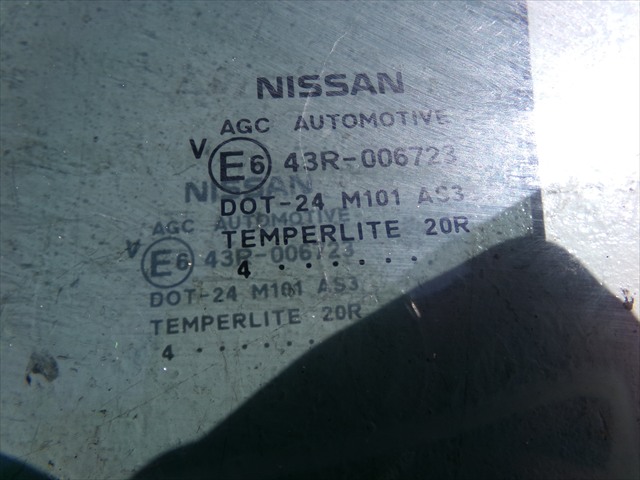 NISSAN
AGC AUTOMOTIVE
V E6 43R-006723
DOT-24 M101 AS3
TEMPERLITE 20R
4 . . . . . . .
NISSAN
AGC AUTOMOTIVE
V E6 43R-006723
DOT-24 M101 AS3
TEMPERLITE 20R
4 . . . . . . .